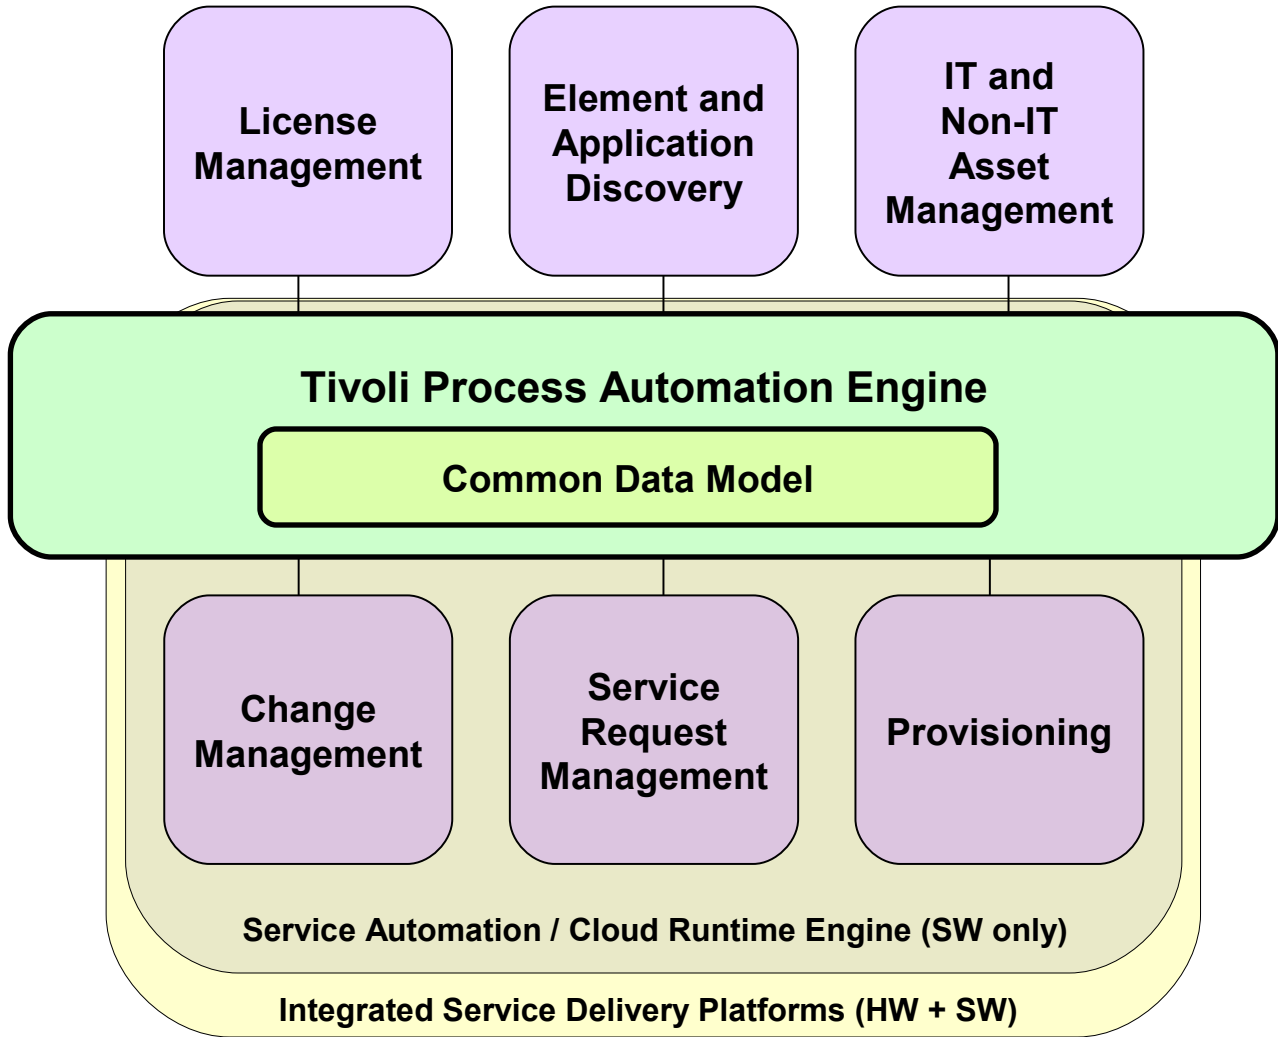 License
Management
Element and
Application
Discovery
IT and
Non-IT
Asset
Management
Tivoli Process Automation Engine
Common Data Model
Change
Management
Service
Request
Management
Provisioning
Service Automation / Cloud Runtime Engine (SW only)
Integrated Service Delivery Platforms (HW + SW)